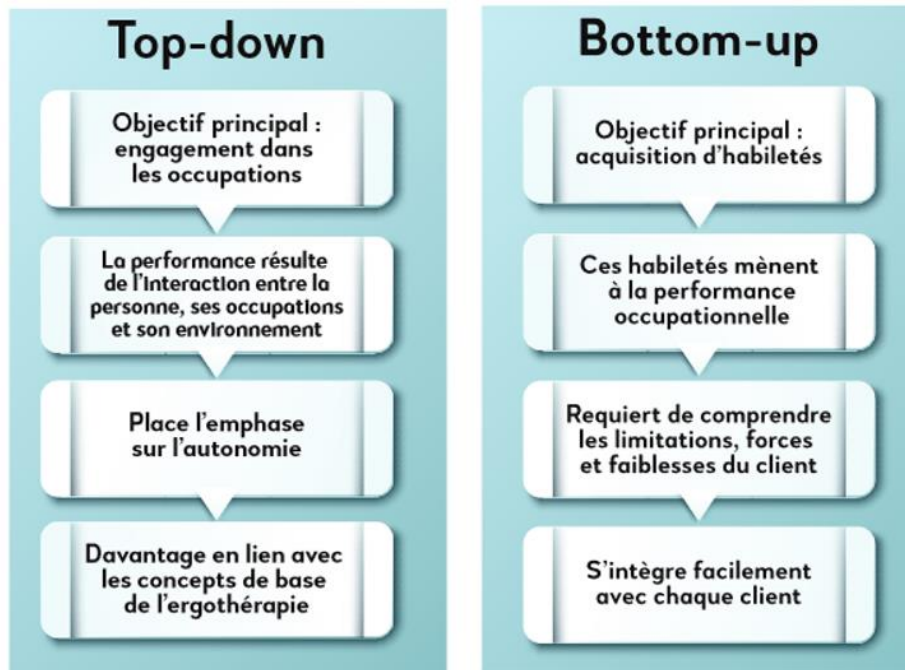 Top-down
Objectif principal :
engagement dans
les occupations
La performance résulte
de l'interaction entre la
personne, ses occupations
et son environnement
Place l'emphase
sur l'autonomie
Davantage en lien avec
les concepts de base
de l'ergothérapie
Bottom-up
Objectif principal :
acquisition d'habiletés
Ces habiletés mènent
à la performance
occupationnelle
Requiert de comprendre
les limitations, forces
et faiblesses du client
S'intègre facilement
avec chaque client